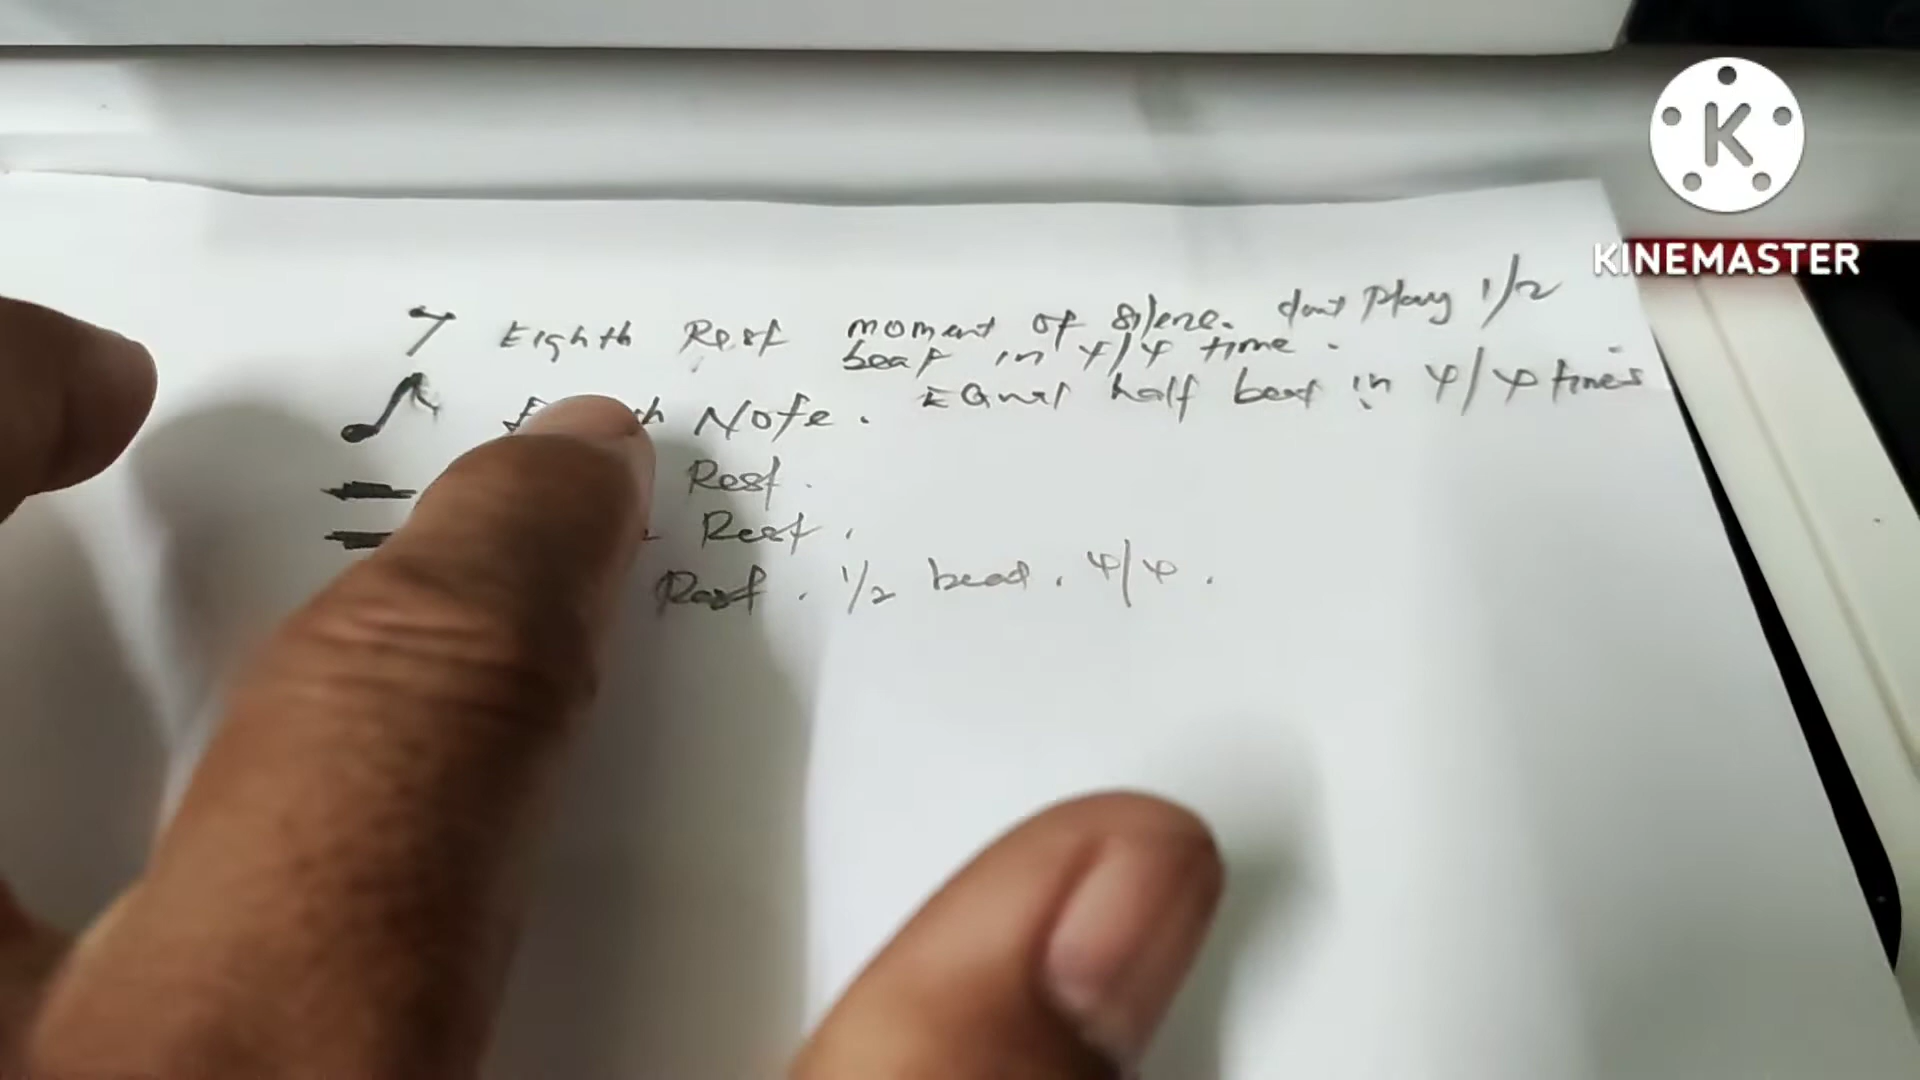 Eighth Rest moment of silence. dont Play 1/2
beat in 4/4 time.
Note. Equal half beat in 4/4 times
Rest.
Rest.
Rest. 1/2 beat. 4/4.
K
KINEMASTER